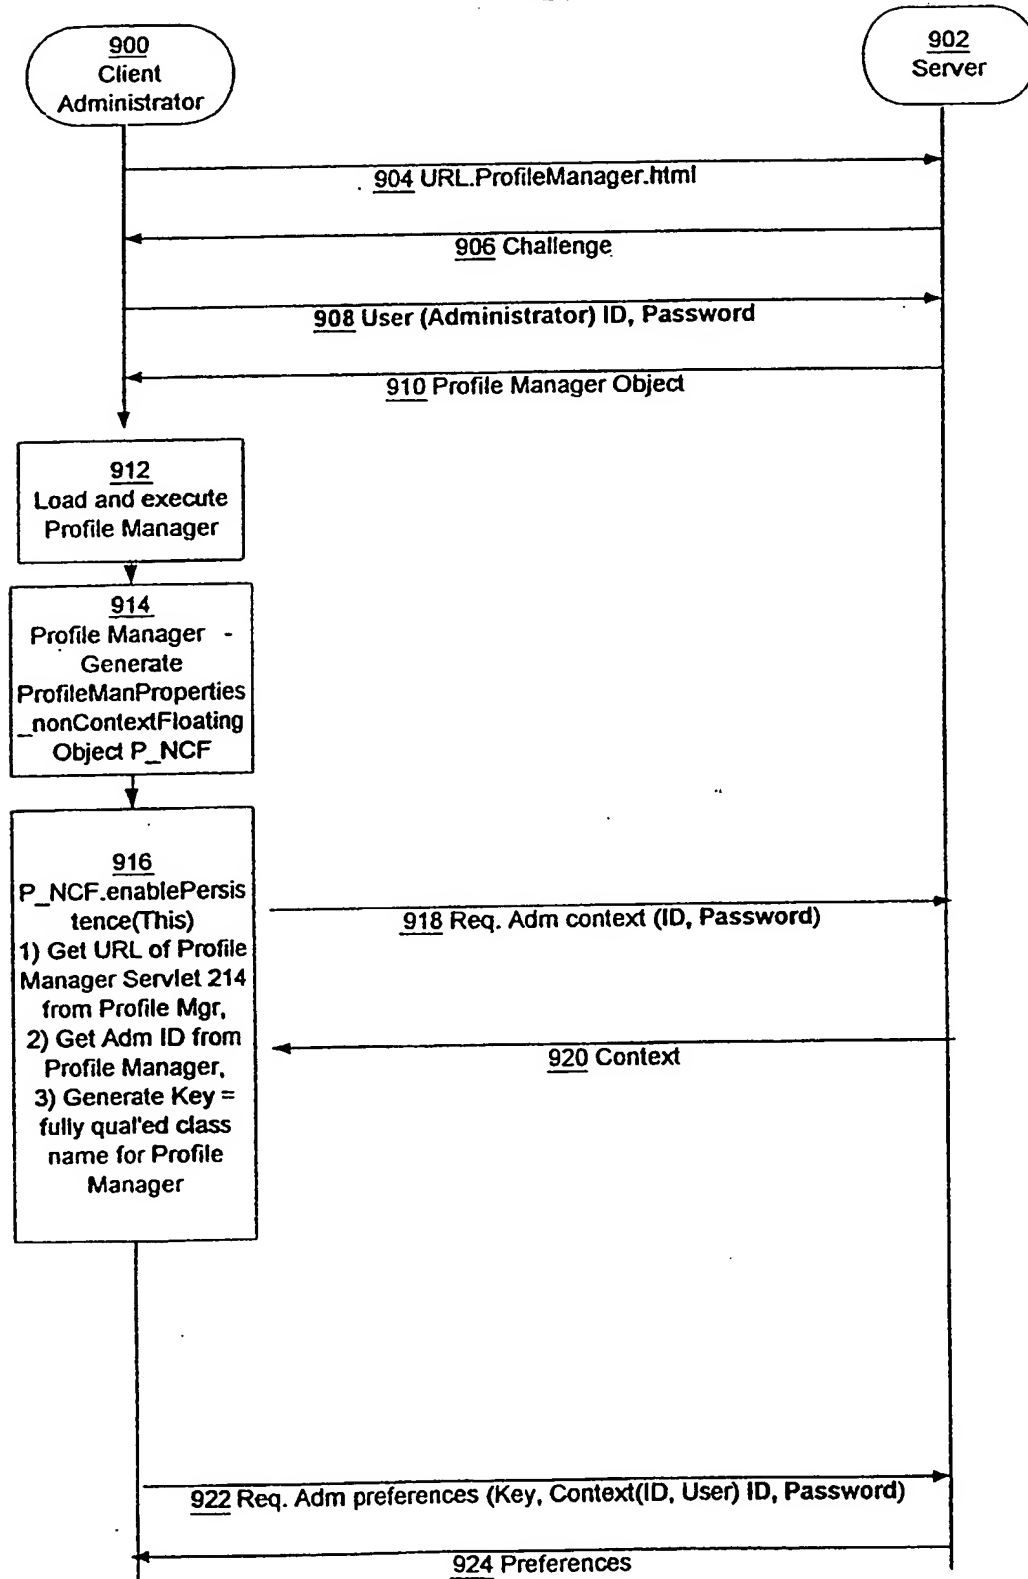 900
Client
Administrator
902
Server
904 URL.ProfileManager.html
906 Challenge
908 User (Administrator) ID, Password
910 Profile Manager Object
912
Load and execute
Profile Manager
914
Profile Manager -
Generate
ProfileManProperties
_nonContextFloating
Object P_NCF
916
P_NCF.enablePersis
tence(This)
1) Get URL of Profile
Manager Servlet 214
from Profile Mgr,
2) Get Adm ID from
Profile Manager,
3) Generate Key =
fully qual'ed class
name for Profile
Manager
918 Req. Adm context (ID, Password)
920 Context
922 Req. Adm preferences (Key, Context(ID, User) ID, Password)
924 Preferences